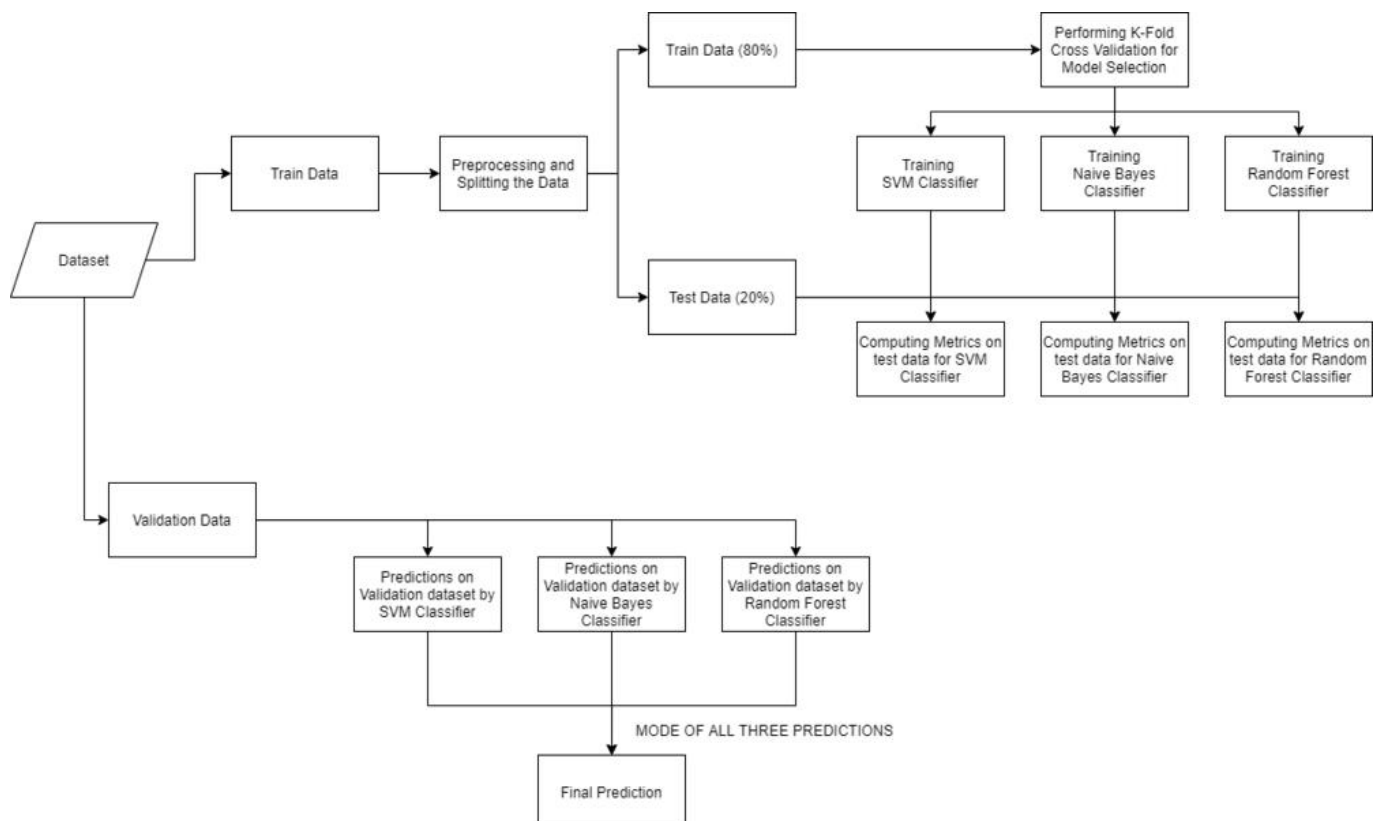 Train Data (80%)
Performing K-Fold
Cross Validation for
Model Selection
Train Data
Preprocessing and
Splitting the Data
Training
SVM Classifier
Training
Naive Bayes
Classifier
Training
Random Forest
Classifier
Dataset
Test Data (20%)
Computing Metrics on
test data for SVM
Classifier
Computing Metrics on
test data for Naive
Bayes Classifier
Computing Metrics on
test data for Random
Forest Classifier
Validation Data
Predictions on
Validation dataset by
SVM Classifier
Predictions on
Validation dataset by
Naive Bayes
Classifier
Predictions on
Validation dataset by
Random Forest
Classifier
MODE OF ALL THREE PREDICTIONS
Final Prediction